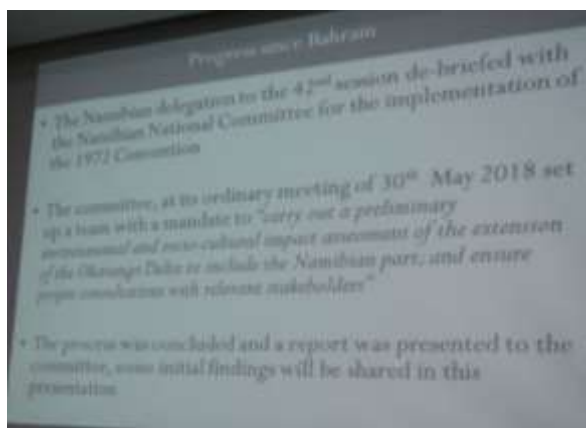 Progress since Bahrain
• The Namibian delegation to the 42nd session de-briefed with
the Namibian National Committee for the implementation of
the 1972 Convention
• The committee, at its ordinary meeting of 30th May 2018 set
up a team with a mandate to "carry out a preliminary
environmental and socio-cultural impact assessment of the extension
of the Okavango Delta to include the Namibian part, and ensure
proper consultations with relevant stakeholders"
• The process was concluded and a report was presented to the
committee, some initial findings will be shared in this
presentation